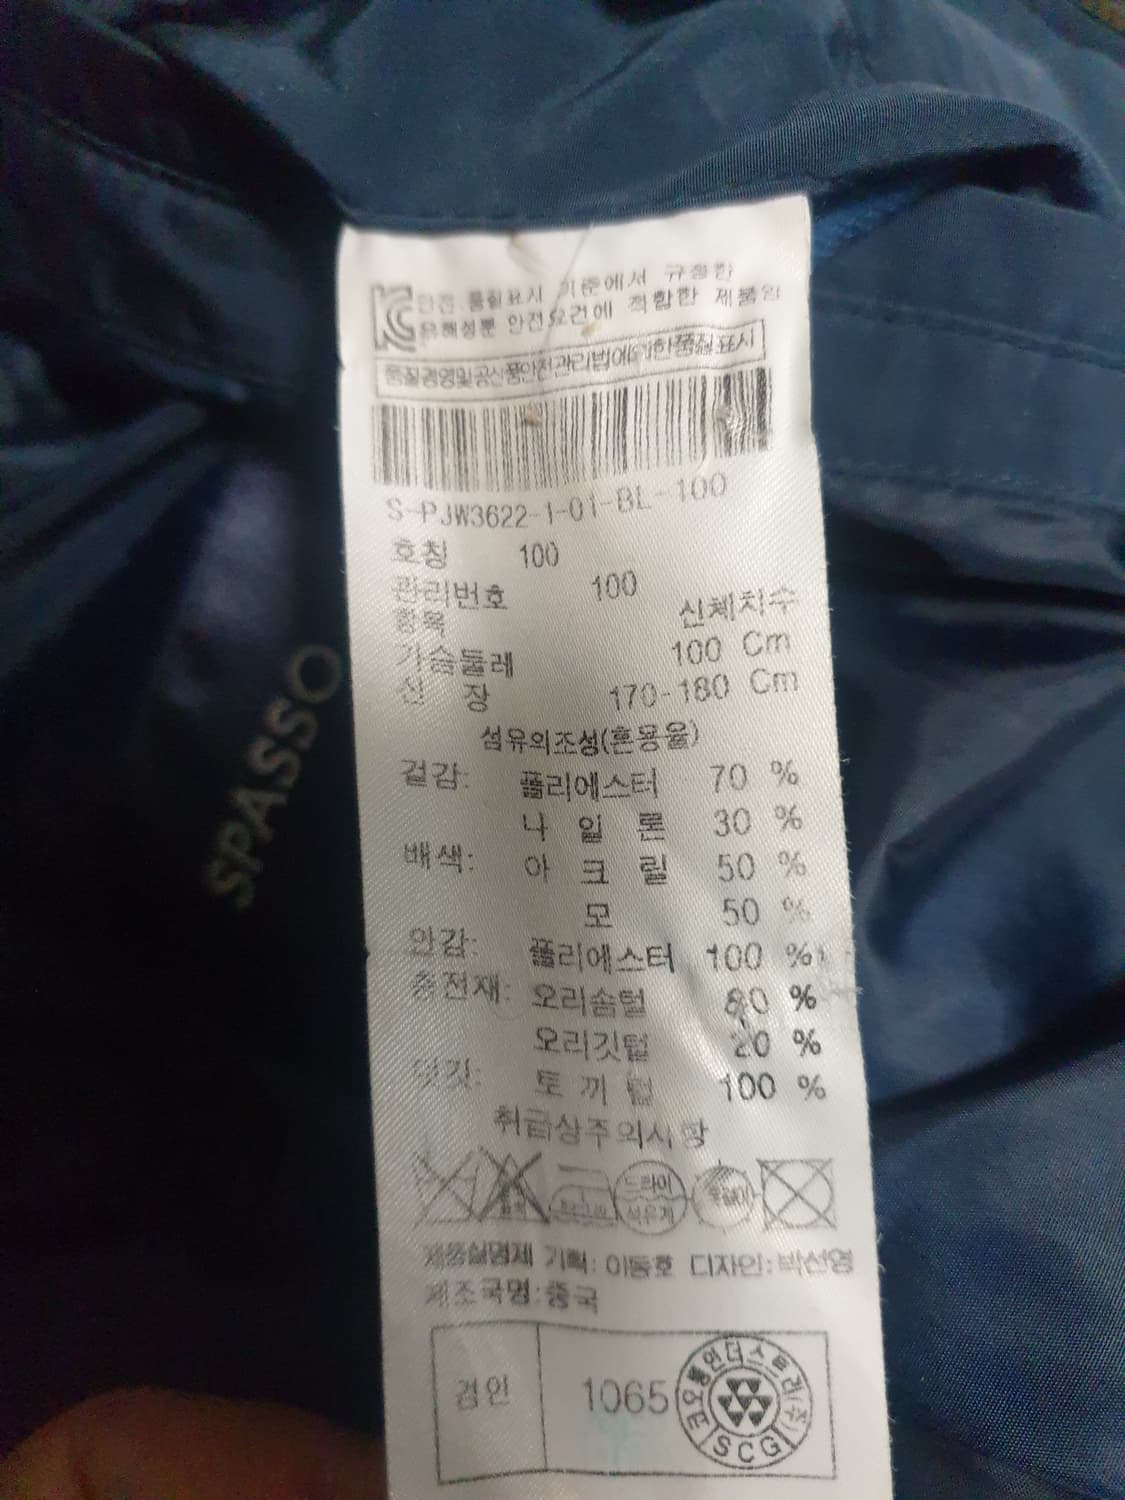 안전·품질표시 기준에서 규정한
유해성분 안전요건에 적합한 제품임
품질경영및공산품안전관리법에의한품질표시
S-PJW3622-1-01-BL-100
호칭 100
관리번호 100
항목 신체치수
가슴둘레 100 Cm
신 장 170-180 Cm
섬유의조성(혼용율)
겉감: 폴리에스터 70 %
나 일 론 30 %
배색: 아 크 릴 50 %
모 50 %
안감: 폴리에스터 100 %
충전재: 오리솜털 80 %
오리깃털 20 %
덧깃: 토 끼 털 100 %
취급상주의사항
드라이
석유계
옷걸이
제품실명제 기획: 이동호 디자인: 박선영
제조국명: 중국
검인 1065
SCG
SPASSO